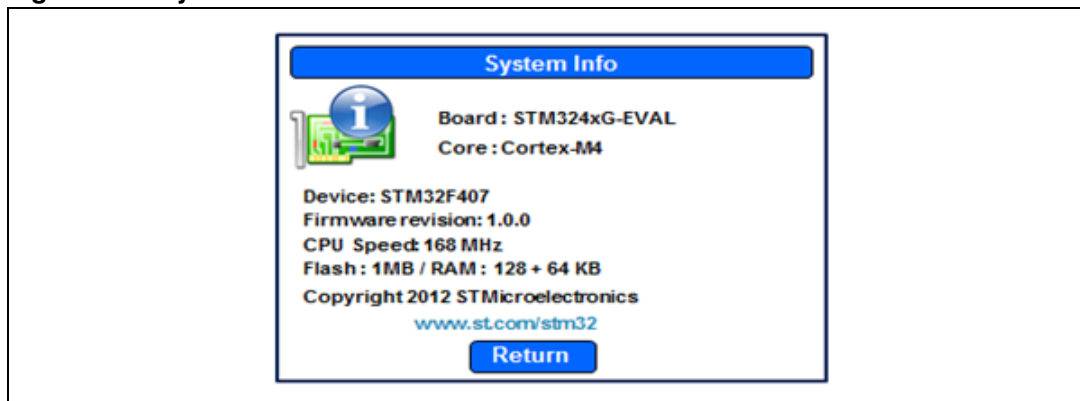 System Info
Board : STM324xG-EVAL
Core : Cortex-M4
Device: STM32F407
Firmware revision: 1.0.0
CPU Speed: 168 MHz
Flash : 1MB / RAM : 128 + 64 KB
Copyright 2012 STMicroelectronics
www.st.com/stm32
Return